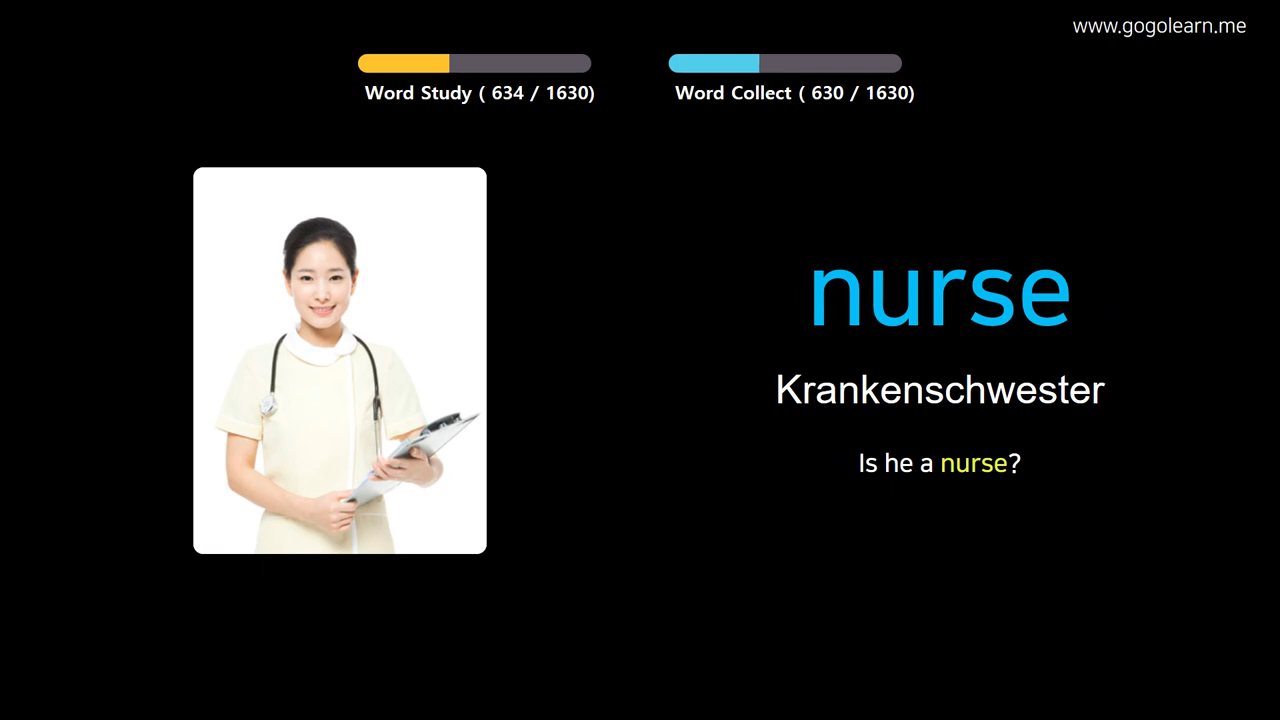 www.gogolearn.me
Word Study ( 634 / 1630)
Word Collect ( 630 / 1630)
nurse
Krankenschwester
Is he a nurse?